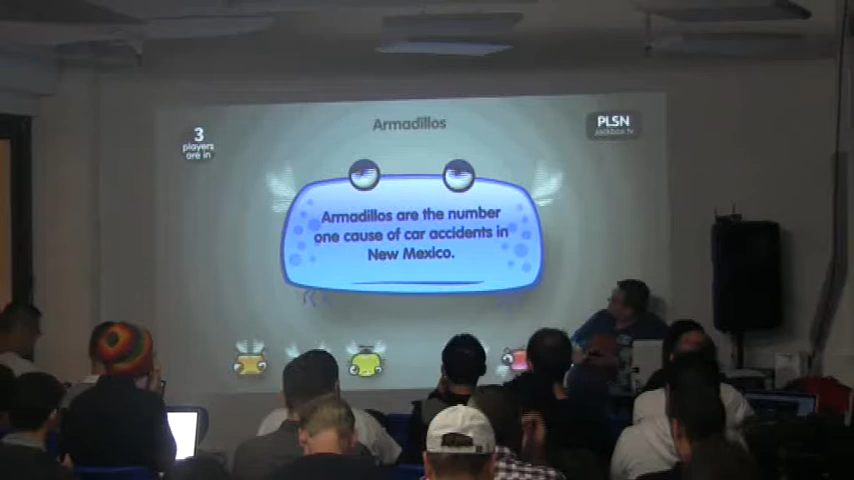 Armadillos
3
players
are in
PLSN
jackbox.tv
Armadillos are the number
one cause of car accidents in
New Mexico.